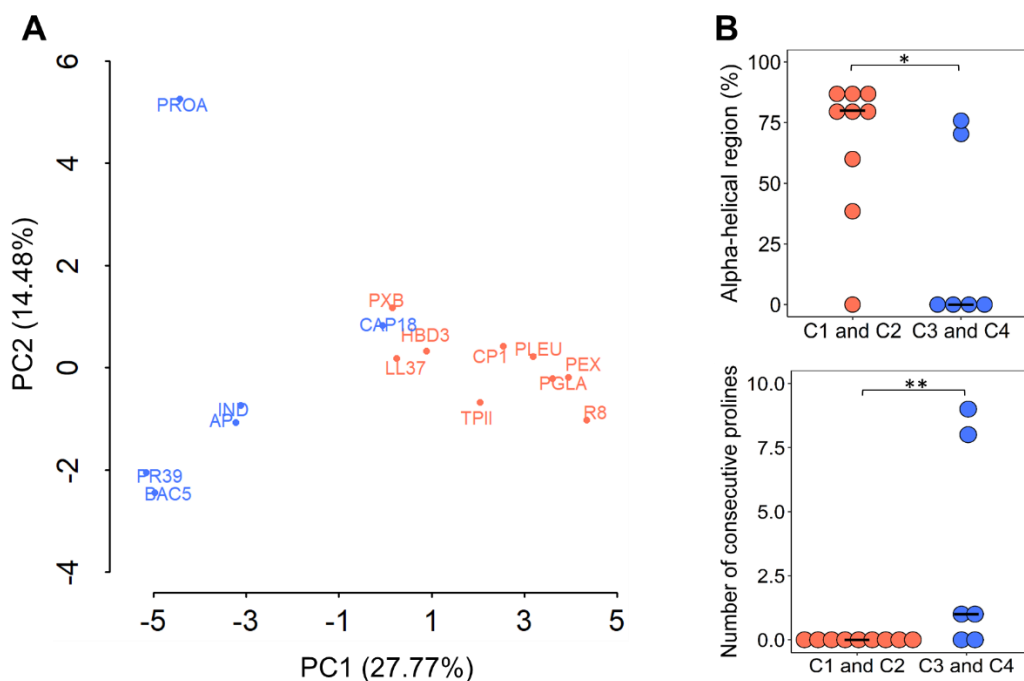 A
PC2 (14.48%)
6
4
2
0
-2
-4
PROA
PXB
CAP18
HBD3
LL37
CP1
PLEU
PEX
PGLA
TPII
R8
IND
AP
PR39
BAC5
-5
-3
-1
1
3
5
PC1 (27.77%)
B
Alpha-helical region (%)
100
75
50
25
0
*
C1 and C2
C3 and C4
Number of consecutive prolines
10.0
7.5
5.0
2.5
0.0
**
C1 and C2
C3 and C4